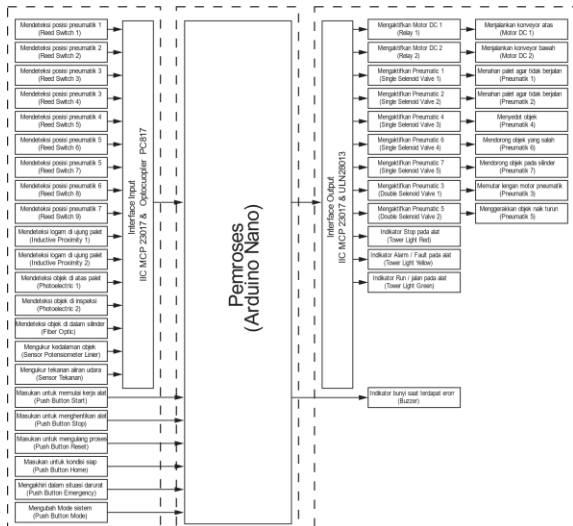 Mendeteksi posisi pneumatik 1
(Reed Switch 1)
Mendeteksi posisi pneumatik 2
(Reed Switch 2)
Mendeteksi posisi pneumatik 3
(Reed Switch 3)
Mendeteksi posisi pneumatik 3
(Reed Switch 4)
Mendeteksi posisi pneumatik 4
(Reed Switch 5)
Mendeteksi posisi pneumatik 5
(Reed Switch 6)
Mendeteksi posisi pneumatik 5
(Reed Switch 7)
Mendeteksi posisi pneumatik 6
(Reed Switch 8)
Mendeteksi posisi pneumatik 7
(Reed Switch 9)
Mendeteksi logam di ujung palet
(Inductive Proximity 1)
Mendeteksi logam di ujung palet
(Inductive Proximity 2)
Mendeteksi objek di atas palet
(Photoelectric 1)
Mendeteksi objek di inspeksi
(Photoelectric 2)
Mendeteksi objek di dalam silinder
(Fiber Optic)
Mengukur kedalaman objek
(Sensor Potensiometer Linier)
Mengukur tekanan aliran udara
(Sensor Tekanan)
Masukan untuk memulai kerja alat
(Push Button Start)
Masukan untuk menghentikan alat
(Push Button Stop)
Masukan untuk mengulang proses
(Push Button Reset)
Masukan untuk kondisi siap
(Push Button Home)
Mengakhiri dalam situasi darurat
(Push Button Emergency)
Mengubah Mode sistem
(Push Button Mode)
Interface Input
IIC MCP 23017 & Optocuopler PC817
Pemroses
(Arduino Nano)
Interface Output
IIC MCP 23017 & ULN28013
Mengaktifkan Motor DC 1
(Relay 1)
Mengaktifkan Motor DC 2
(Relay 2)
Mengaktifkan Pneumatic 1
(Single Selenoid Valve 1)
Mengaktifkan Pneumatic 2
(Single Selenoid Valve 2)
Mengaktifkan Pneumatic 4
(Single Selenoid Valve 3)
Mengaktifkan Pneumatic 6
(Single Selenoid Valve 4)
Mengaktifkan Pneumatic 7
(Single Selenoid Valve 5)
Mengaktifkan Pneumatic 3
(Double Selenoid Valve 1)
Mengaktifkan Pneumatic 5
(Double Selenoid Valve 2)
Indikator Stop pada alat
(Tower Light Red)
Indikator Alarm / Fault pada alat
(Tower Light Yellow)
Indikator Run / jalan pada alat
(Tower Light Green)
Indikator bunyi saat terdapat erorr
(Buzzer)
Menjalankan konveyor atas
(Motor DC 1)
Menjalankan konveyor bawah
(Motor DC 2)
Menahan palet agar tidak berjalan
(Pneumatik 1)
Menahan palet agar tidak berjalan
(Pneumatik 2)
Menyedot objek
(Pneumatik 4)
Mendorong objek yang salah
(Pneumatik 6)
Mendorong objek pada silinder
(Pneumatik 7)
Memutar lengan motor pneumatik
(Pneumatik 3)
Menggerakkan objek naik turun
(Pneumatik 5)